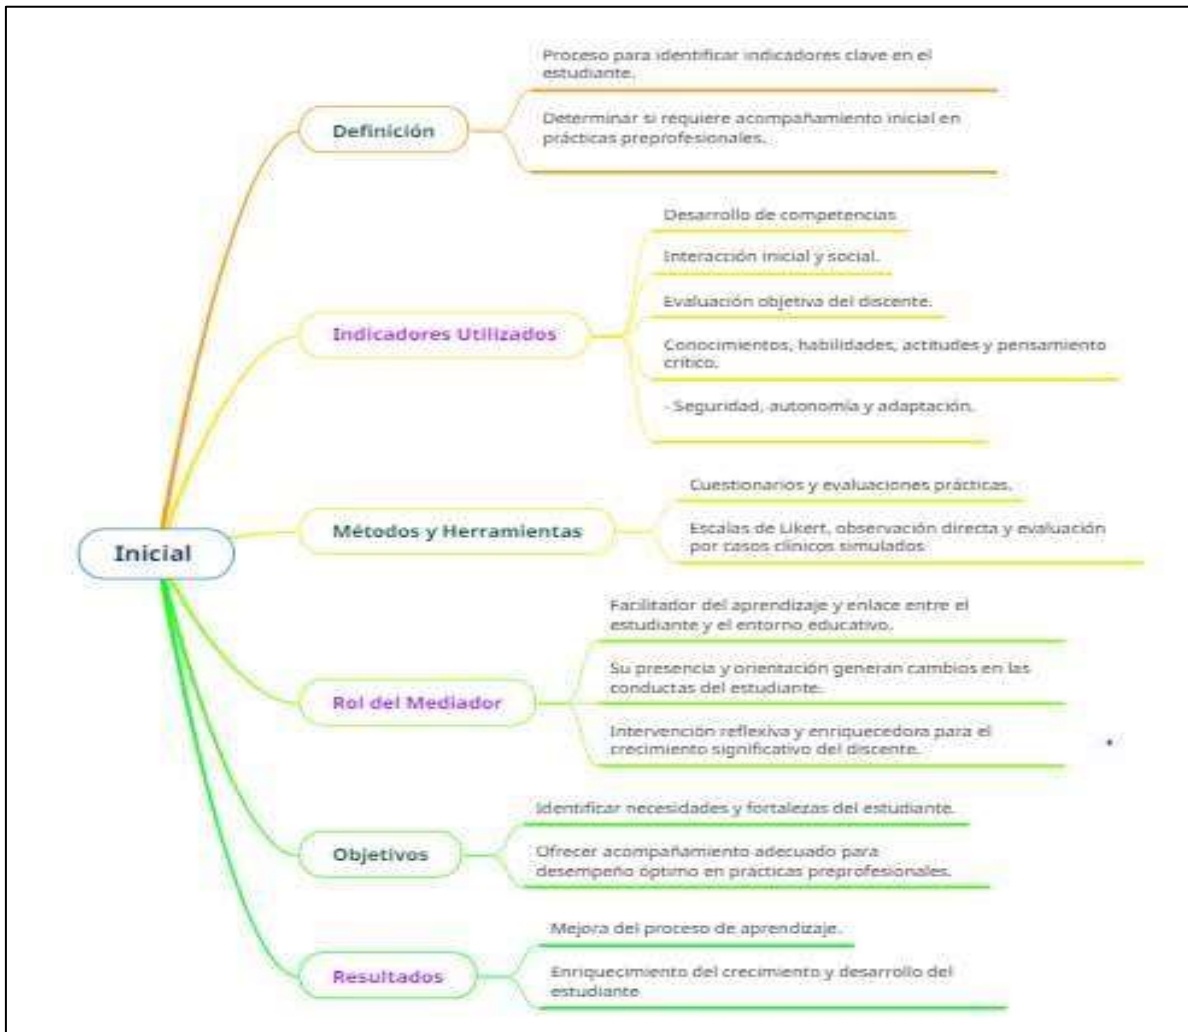 Inicial
Definición
Proceso para identificar indicadores clave en el
estudiante.
Determinar si requiere acompañamiento inicial en
prácticas preprofesionales.
Indicadores Utilizados
Desarrollo de competencias
Interacción inicial y social.
Evaluación objetiva del discente.
Conocimientos, habilidades, actitudes y pensamiento
crítico.
- Seguridad, autonomía y adaptación.
Métodos y Herramientas
Cuestionarios y evaluaciones prácticas.
Escalas de Likert, observación directa y evaluación
por casos clínicos simulados
Rol del Mediador
Facilitador del aprendizaje y enlace entre el
estudiante y el entorno educativo.
Su presencia y orientación generan cambios en las
conductas del estudiante.
Intervención reflexiva y enriquecedora para el
crecimiento significativo del discente.
Objetivos
Identificar necesidades y fortalezas del estudiante.
Ofrecer acompañamiento adecuado para
desempeño óptimo en prácticas preprofesionales.
Resultados
Mejora del proceso de aprendizaje.
Enriquecimiento del crecimiento y desarrollo del
estudiante